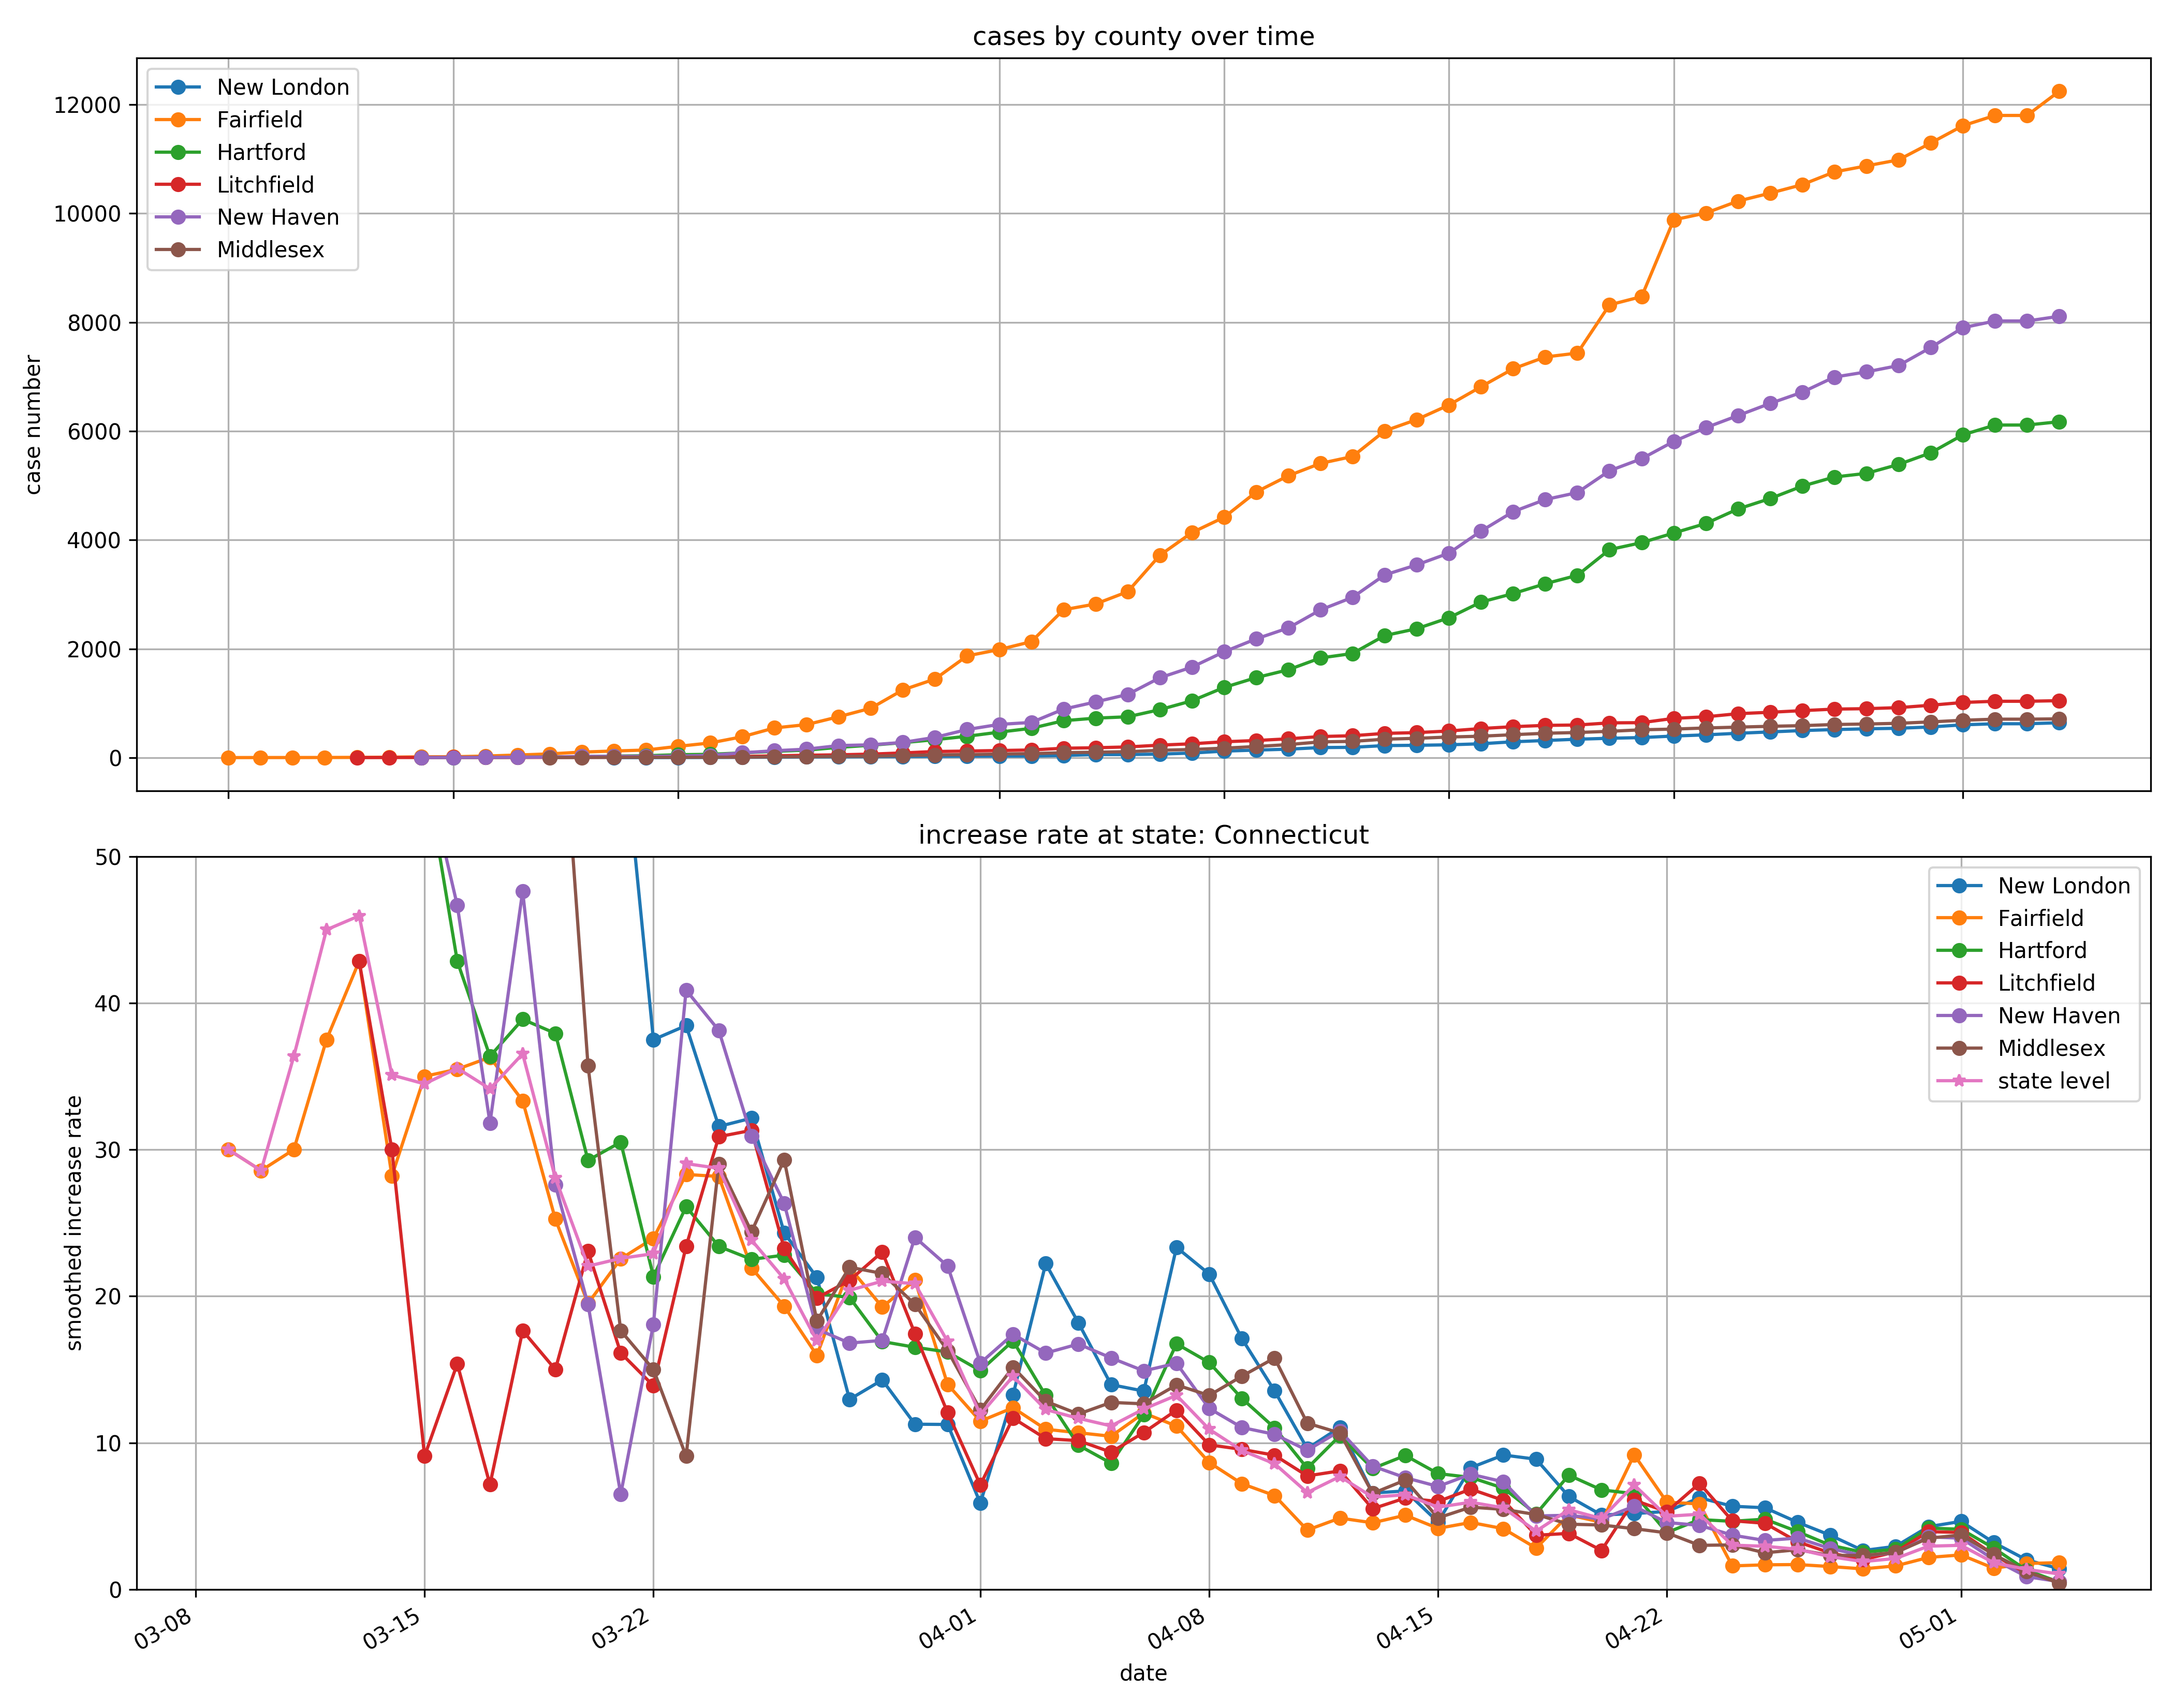 cases by county over time
New London
Fairfield
Hartford
Litchfield
New Haven
Middlesex
12000
10000
8000
6000
4000
2000
0
case number
increase rate at state: Connecticut
New London
Fairfield
Hartford
Litchfield
New Haven
Middlesex
state level
50
40
30
20
10
0
smoothed increase rate
03-08
03-15
03-22
04-01
04-08
04-15
04-22
05-01
date